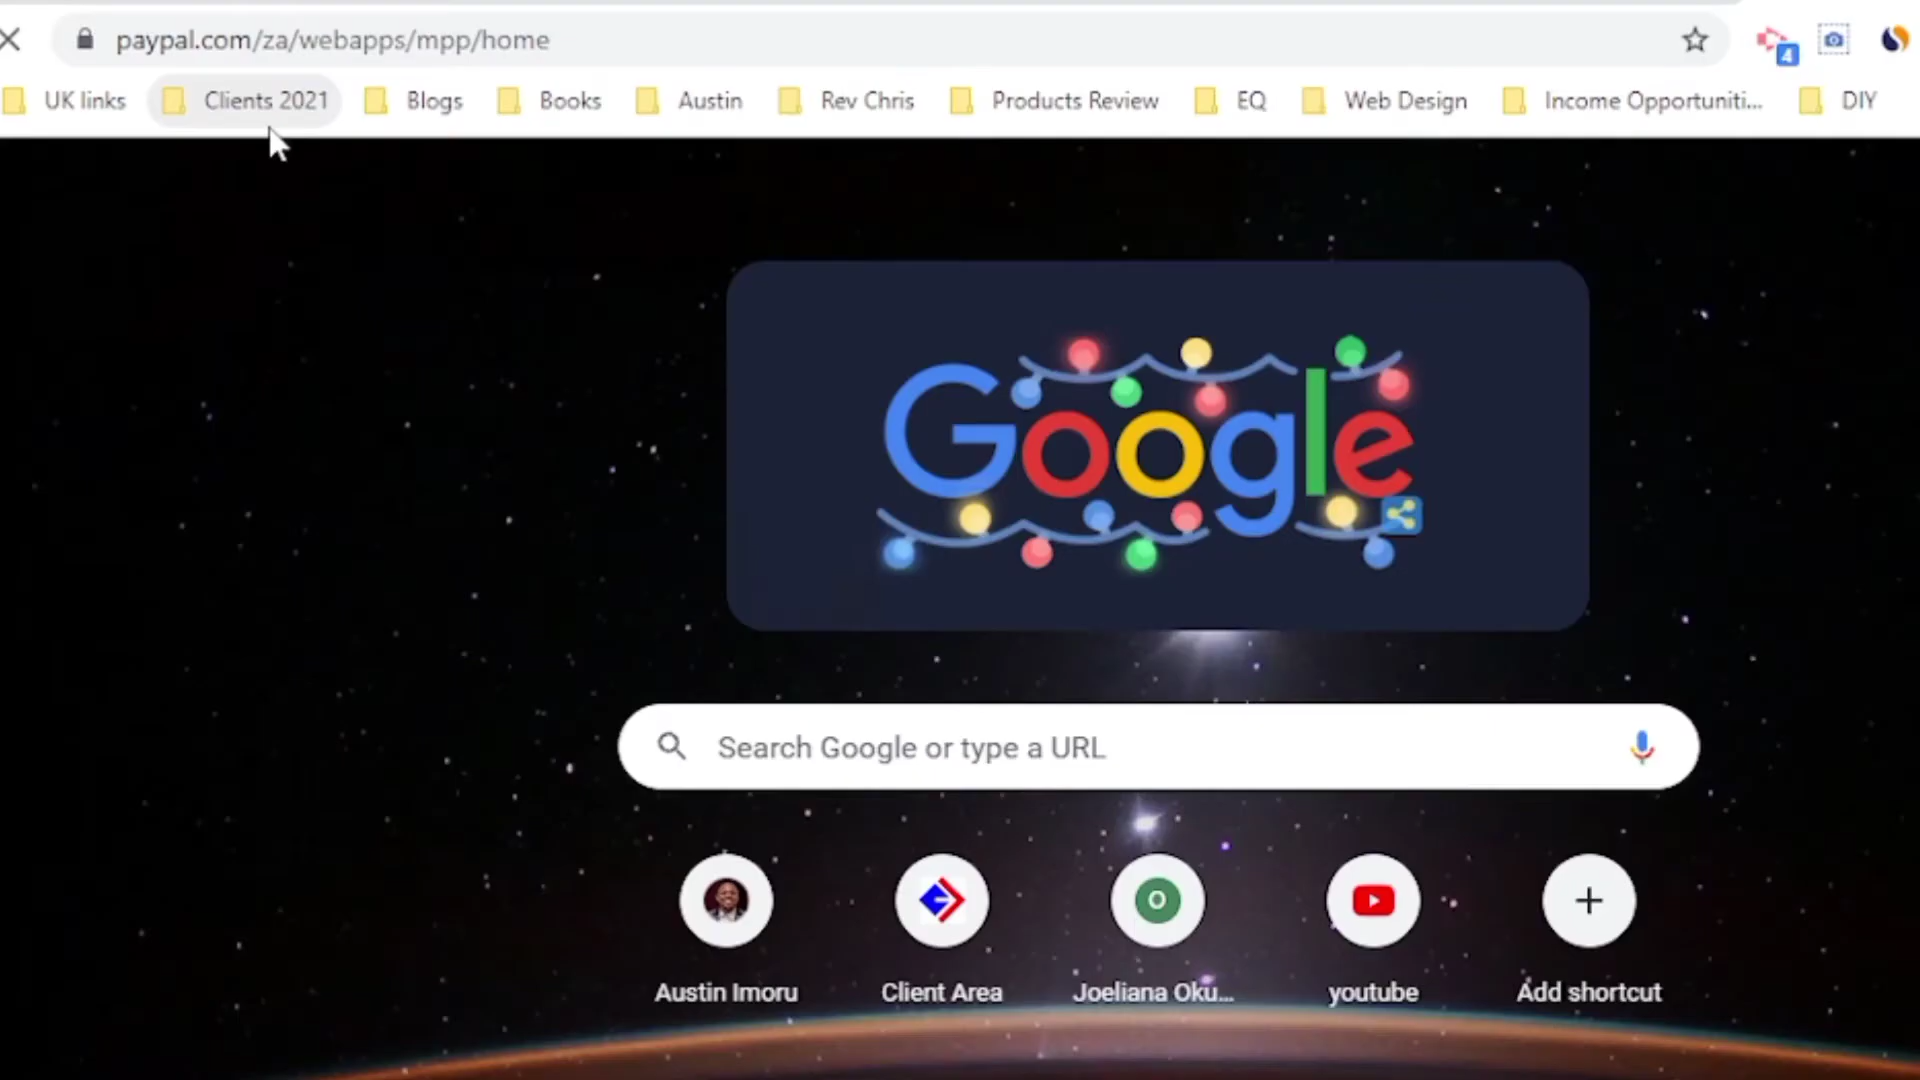 paypal.com/za/webapps/mpp/home
4
UK links Clients 2021 Blogs Books Austin Rev Chris Products Review EQ Web Design Income Opportuniti... DIY
Google
Search Google or type a URL
O
Austin Imoru Client Area Joeliana Oku... youtube Add shortcut